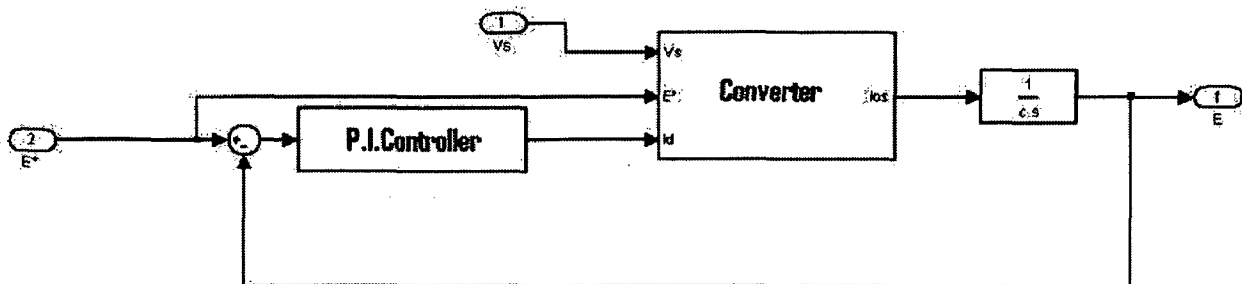 1
Vs
Vs
E*
Converter
Ios
1
c.s
1
E
2
E*
+
-
P.I.Controller
Id